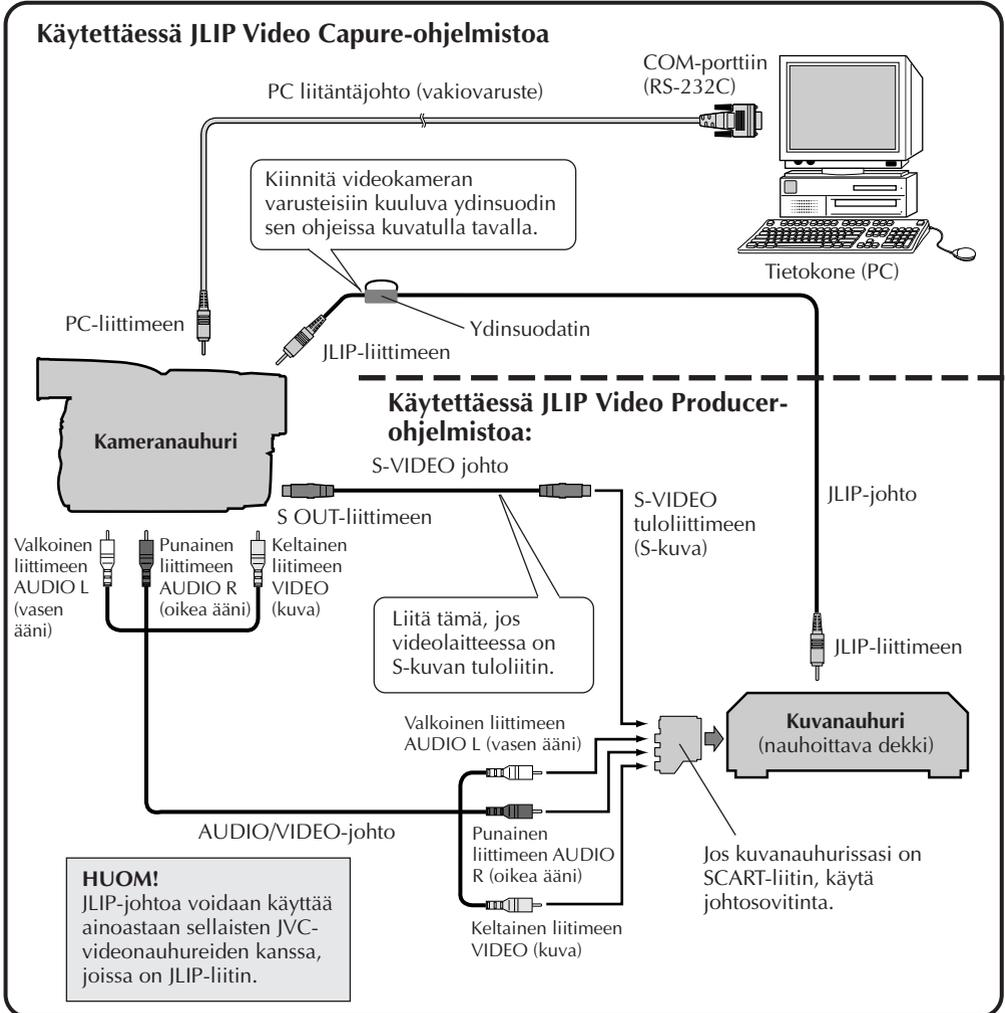 Käytettäessä JLIP Video Capure-ohjelmistoa
COM-porttiin
(RS-232C)
PC liitäntäjohto (vakiovaruste)
Kiinnitä videokameran
varusteisiin kuuluva ydinsuodin
sen ohjeissa kuvatulla tavalla.
Tietokone (PC)
PC-liittimeen
Ydinsuodatin
JLIP-liittimeen
Kameranauhuri
Käytettäessä JLIP Video Producer-
ohjelmistoa:
S-VIDEO johto
S OUT-liittimeen
S-VIDEO
tuloliittimeen
(S-kuva)
JLIP-johto
Valkoinen
liittimeen
AUDIO L
(vasen
ääni)
Punainen
liittimeen
AUDIO R
(oikea ääni)
Keltainen
liitimeen
VIDEO
(kuva)
Liitä tämä, jos
videolaitteessa on
S-kuvan tuloliitin.
JLIP-liittimeen
Valkoinen liittimeen
AUDIO L (vasen ääni)
Kuvanauhuri
(nauhoittava dekki)
AUDIO/VIDEO-johto
Punainen
liittimeen AUDIO
R (oikea ääni)
Jos kuvanauhurissasi on
SCART-liitin, käytä
johtosovitinta.
Keltainen liitimeen
VIDEO (kuva)
HUOM!
JLIP-johtoa voidaan käyttää
ainoastaan sellaisten JVC-
videonauhureiden kanssa,
joissa on JLIP-liitin.